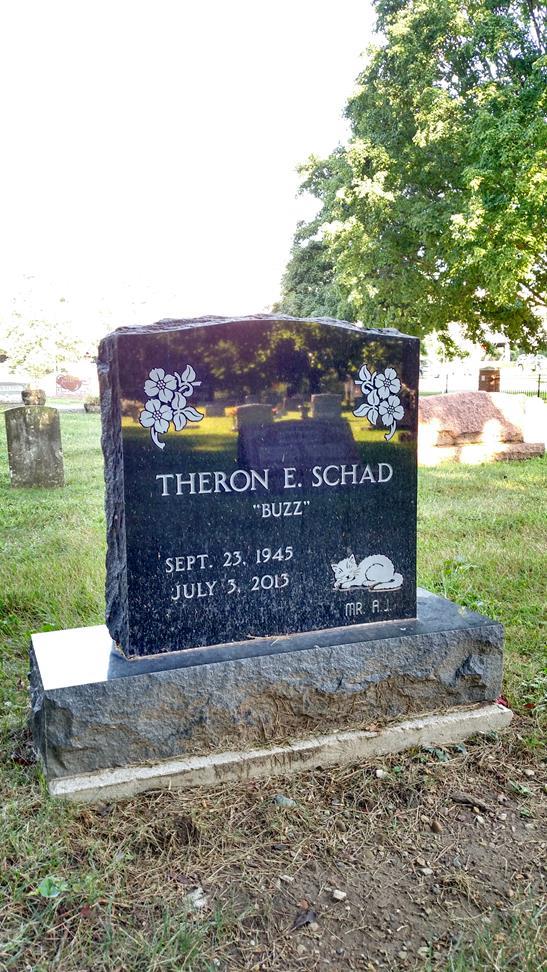 THERON E. SCHAD
"BUZZ"
SEPT. 23, 1945
JULY 3, 2013
MR. A.J.